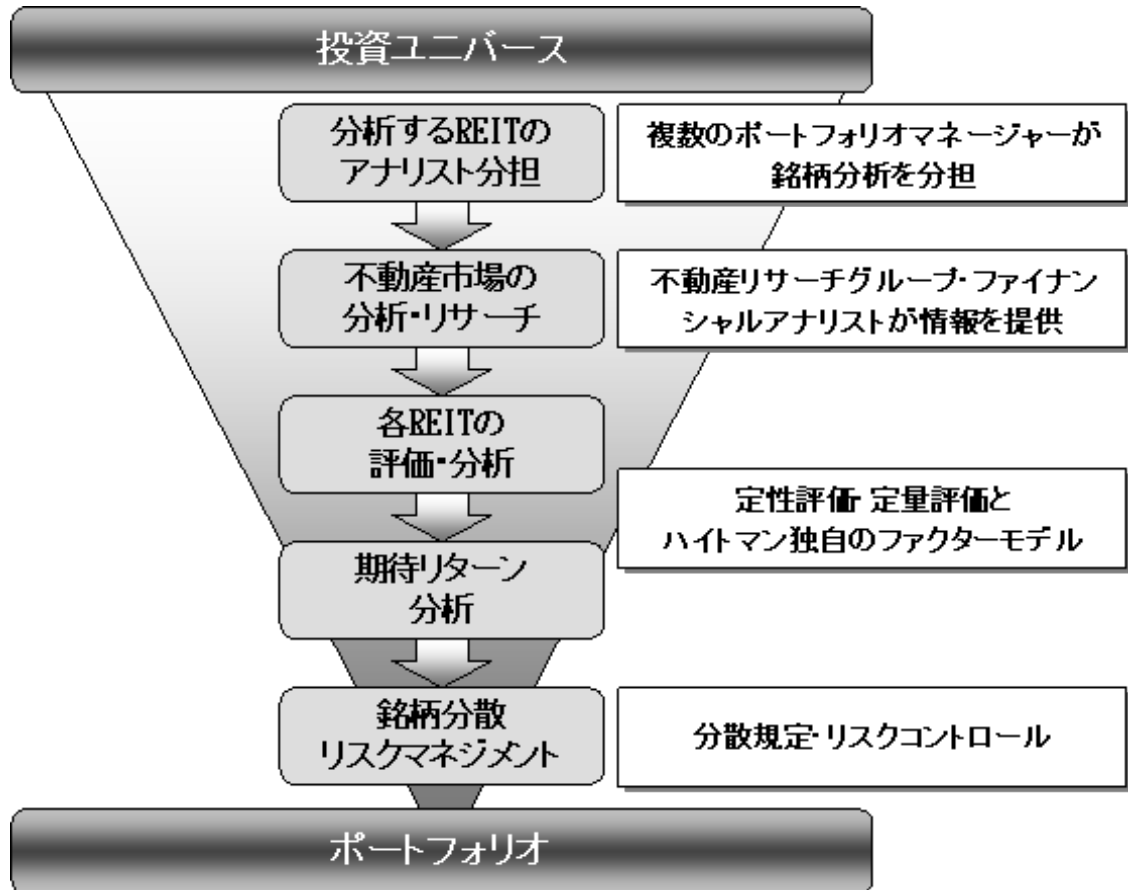 投資ユニバース
分析するREITの
アナリスト分担
複数のポートフォリオマネージャーが
銘柄分析を分担
不動産市場の
分析・リサーチ
不動産リサーチグループ・ファイナン
シャルアナリストが情報を提供
各REITの
評価・分析
定性評価・定量評価と
ハイトマン独自のファクターモデル
期待リターン
分析
銘柄分散
リスクマネジメント
分散規定・リスクコントロール
ポートフォリオ